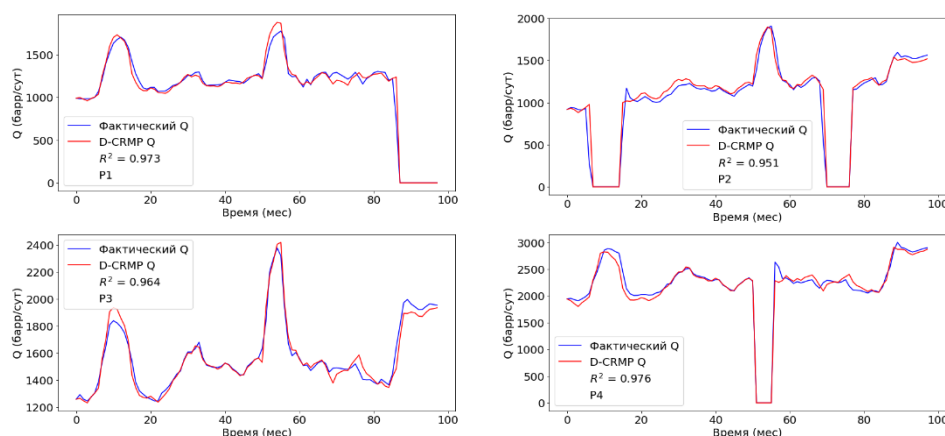 Q (барр/сут)
1500
1000
500
0
Фактический Q
D-CRMP Q
R² = 0.973
P1
0 20 40 60 80 100
Время (мес)
Q (барр/сут)
2000
1500
1000
500
0
Фактический Q
D-CRMP Q
R² = 0.951
P2
0 20 40 60 80 100
Время (мес)
Q (барр/сут)
2400
2200
2000
1800
1600
1400
1200
Фактический Q
D-CRMP Q
R² = 0.964
P3
0 20 40 60 80 100
Время (мес)
Q (барр/сут)
3000
2500
2000
1500
1000
500
0
Фактический Q
D-CRMP Q
R² = 0.976
P4
0 20 40 60 80 100
Время (мес)